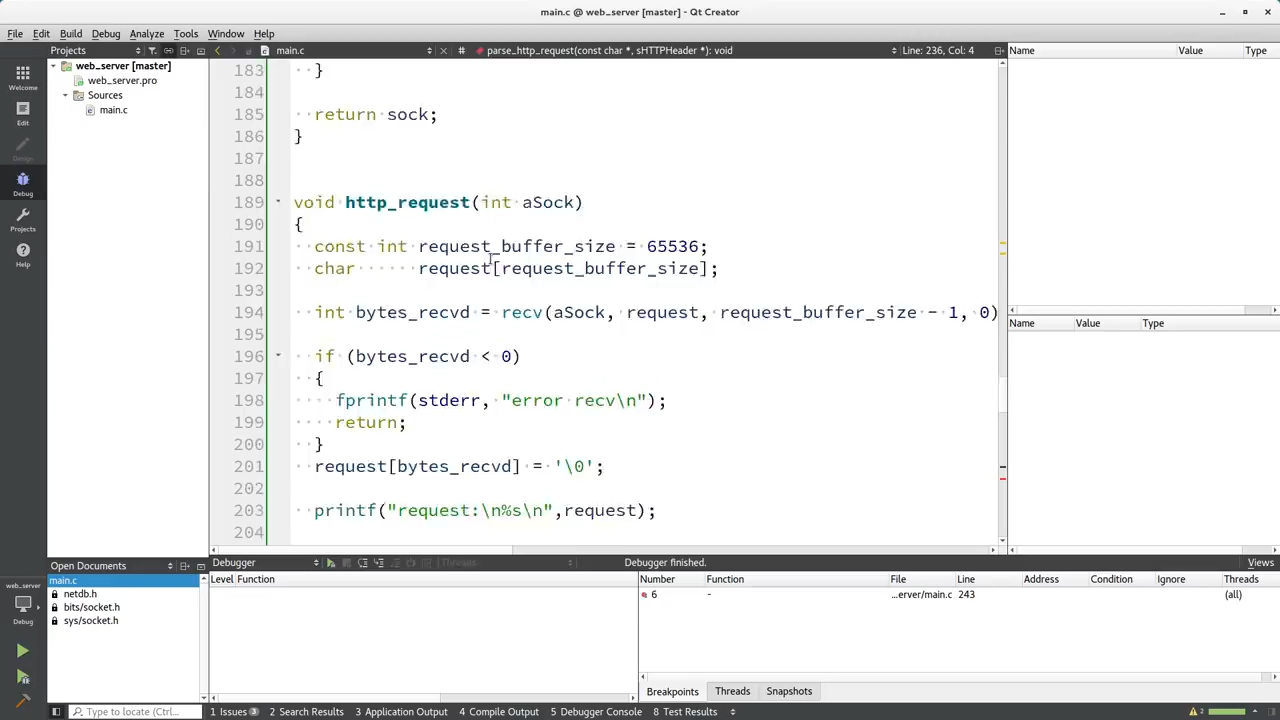 main.c @ web_server [master] - Qt Creator
File Edit Build Debug Analyze Tools Window Help
Projects main.c # parse_http_request(const char *, sHTTPHeader *): void Line: 236, Col: 4 Name Value Type
web_server [master]
web_server.pro
Sources
main.c
Welcome
Edit
Design
Debug
Projects
Help
183 }
184
185 return sock;
186 }
187
188
189 void http_request(int aSock)
190 {
191 const int request_buffer_size = 65536;
192 char request[request_buffer_size];
193
194 int bytes_recvd = recv(aSock, request, request_buffer_size - 1, 0)
195
196 if (bytes_recvd < 0)
197 {
198 fprintf(stderr, "error recv\n");
199 return;
200 }
201 request[bytes_recvd] = '\0';
202
203 printf("request:\n%s\n",request);
204
Name Value Type
Open Documents
main.c
netdb.h
bits/socket.h
sys/socket.h
web_server
Debug
Debugger Threads: Debugger finished. Views
Level Function Number Function File Line Address Condition Ignore Threads
6 - ...erver/main.c 243 (all)
Breakpoints Threads Snapshots
Type to locate (Ctrl... 1 Issues 3 2 Search Results 3 Application Output 4 Compile Output 5 Debugger Console 8 Test Results 2